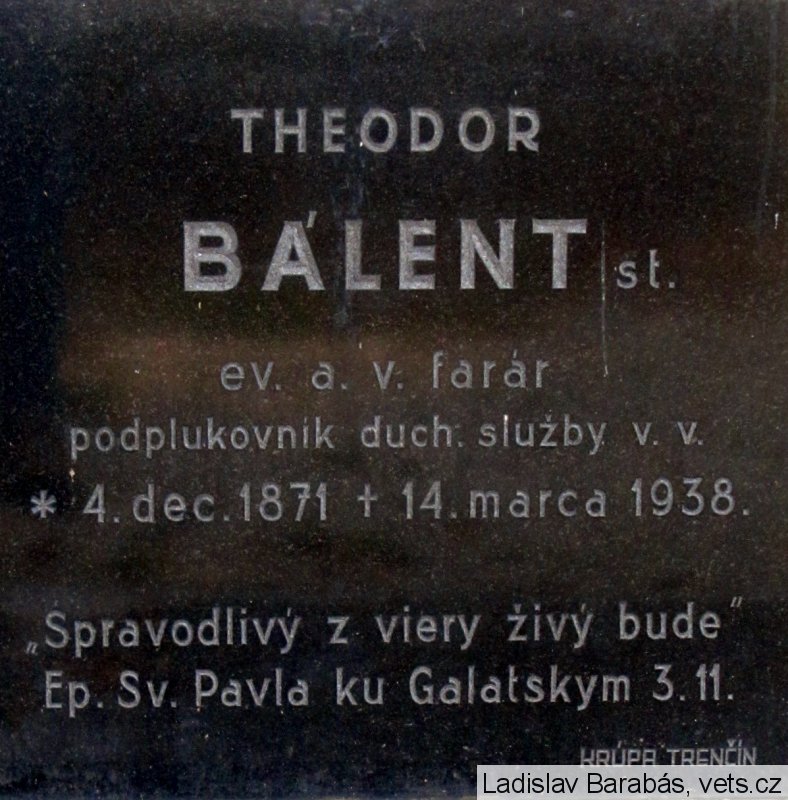 THEODOR
BÁLENT st.
ev. a. v. farár
podplukovník duch. služby v. v.
* 4. dec. 1871 † 14. marca 1938.
„Spravodlivý z viery živý bude"
Ep. Sv. Pavla ku Galatskym 3. 11.
KRÚPA TRENČÍN
Ladislav Barabás, vets.cz